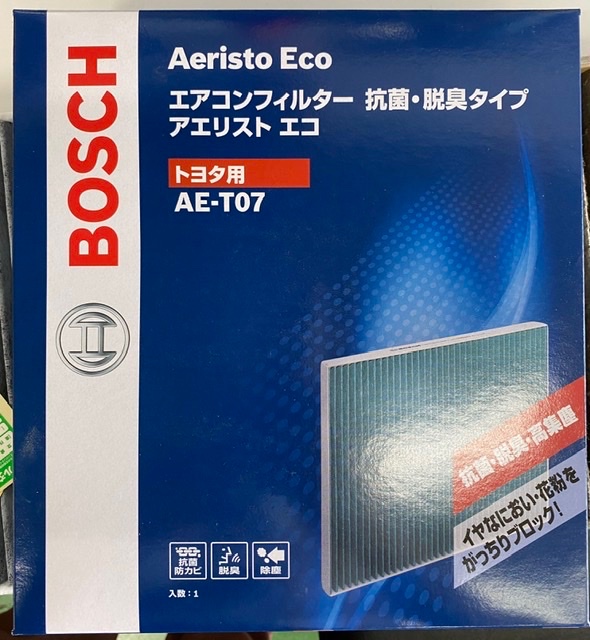 BOSCH
Aeristo Eco
エアコンフィルター 抗菌・脱臭タイプ
アエリスト エコ
トヨタ用
AE-T07
抗菌・脱臭・高集塵
イヤなにおい・花粉を
がっちりブロック!
抗菌
防カビ
脱臭
除塵
入数:1